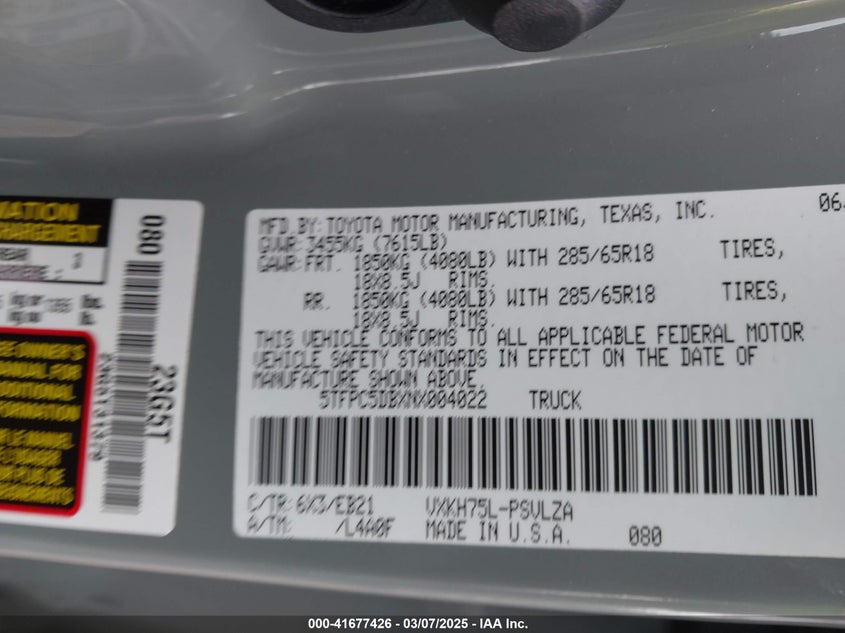 MFD.BY:TOYOTA MOTOR MANUFACTURING, TEXAS, INC. 06
GVWR:3455KG (7615LB)
GAWR:FRT. 1850KG (4080LB) WITH 285/65R18 TIRES,
18X8.5J RIMS.
RR. 1850KG (4080LB) WITH 285/65R18 TIRES,
18X8.5J RIMS.
THIS VEHICLE CONFORMS TO ALL APPLICABLE FEDERAL MOTOR
VEHICLE SAFETY STANDARDS IN EFFECT ON THE DATE OF
MANUFACTURE SHOWN ABOVE.
5TFPC5DBXNX004022 TRUCK
C/TR:6X3/EB21 VXKH75L-PSVLZA
A/TM: /L4A0F MADE IN U.S.A. 080
080
23G5T
000-41677426 - 03/07/2025 - IAA Inc.